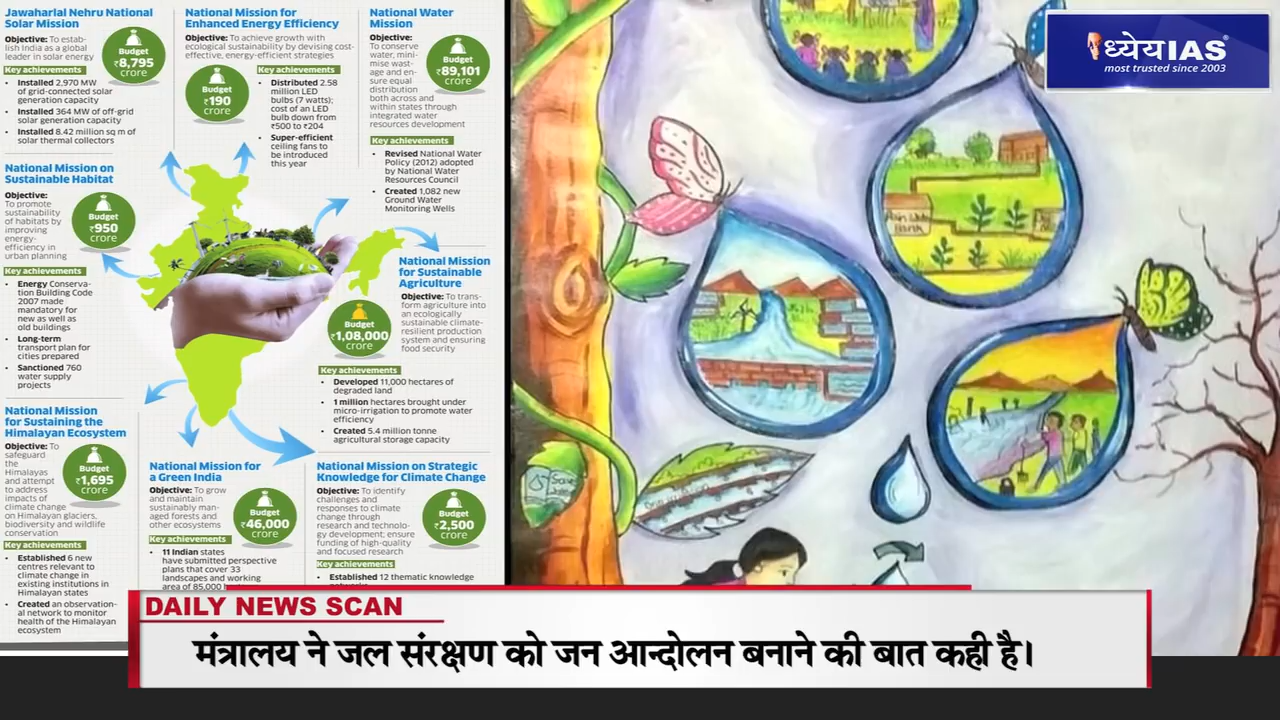 Jawaharlal Nehru National
Solar Mission
Objective: To estab-
lish India as a global
leader in solar energy
Budget
₹8,795
crore
Key achievements
• Installed 2,970 MW
of grid-connected solar
generation capacity
• Installed 364 MW of off-grid
solar generation capacity
• Installed 8.42 million sq m of
solar thermal collectors
National Mission for
Enhanced Energy Efficiency
Objective: To achieve growth with
ecological sustainability by devising cost-
effective, energy-efficient strategies
Budget
₹190
crore
Key achievements
• Distributed 2.58
million LED
bulbs (7 watts);
cost of an LED
bulb down from
₹500 to ₹204
• Super-efficient
ceiling fans to
be introduced
this year
National Water
Mission
Objective:
To conserve
water, mini-
mise wast-
age and en-
sure equal
distribution
both across and
within states through
integrated water
resources development
Budget
₹89,101
crore
Key achievements
• Revised National Water
Policy (2012) adopted
by National Water
Resources Council
• Created 1,082 new
Ground Water
Monitoring Wells
National Mission on
Sustainable Habitat
Objective:
To promote
sustainability
of habitats by
improving
energy-
efficiency in
urban planning
Budget
₹950
crore
Key achievements
• Energy Conserva-
tion Building Code
2007 made
mandatory for
new as well as
old buildings
• Long-term
transport plan for
cities prepared
• Sanctioned 760
water supply
projects
National Mission
for Sustainable
Agriculture
Objective: To trans-
form agriculture into
an ecologically
sustainable climate-
resilient production
system and ensuring
food security
Budget
₹1,08,000
crore
Key achievements
• Developed 11,000 hectares of
degraded land
• 1 million hectares brought under
micro-irrigation to promote water
efficiency
• Created 5.4 million tonne
agricultural storage capacity
National Mission
for Sustaining the
Himalayan Ecosystem
Objective: To
safeguard
the
Himalayas
and attempt
to address
impacts of
climate change
on Himalayan glaciers,
biodiversity and wildlife
conservation
Budget
₹1,695
crore
Key achievements
• Established 6 new
centres relevant to
climate change in
existing institutions in
Himalayan states
• Created an observation-
al network to monitor
health of the Himalayan
ecosystem
National Mission for
a Green India
Objective: To grow
and maintain
sustainably man-
aged forests and
other ecosystems
Budget
₹46,000
crore
Key achievements
• 11 Indian states
have submitted perspective
plans that cover 33
landscapes and working
area of 85,000
National Mission on Strategic
Knowledge for Climate Change
Objective: To identify
challenges and
responses to climate
change through
research and technolo-
gy development; ensure
funding of high-quality
and focused research
Budget
₹2,500
crore
Key achievements
• Established 12 thematic knowledge
ध्येय IAS
most trusted since 2003
Bank
Save
DAILY NEWS SCAN
मंत्रालय ने जल संरक्षण को जन आन्दोलन बनाने की बात कही है।